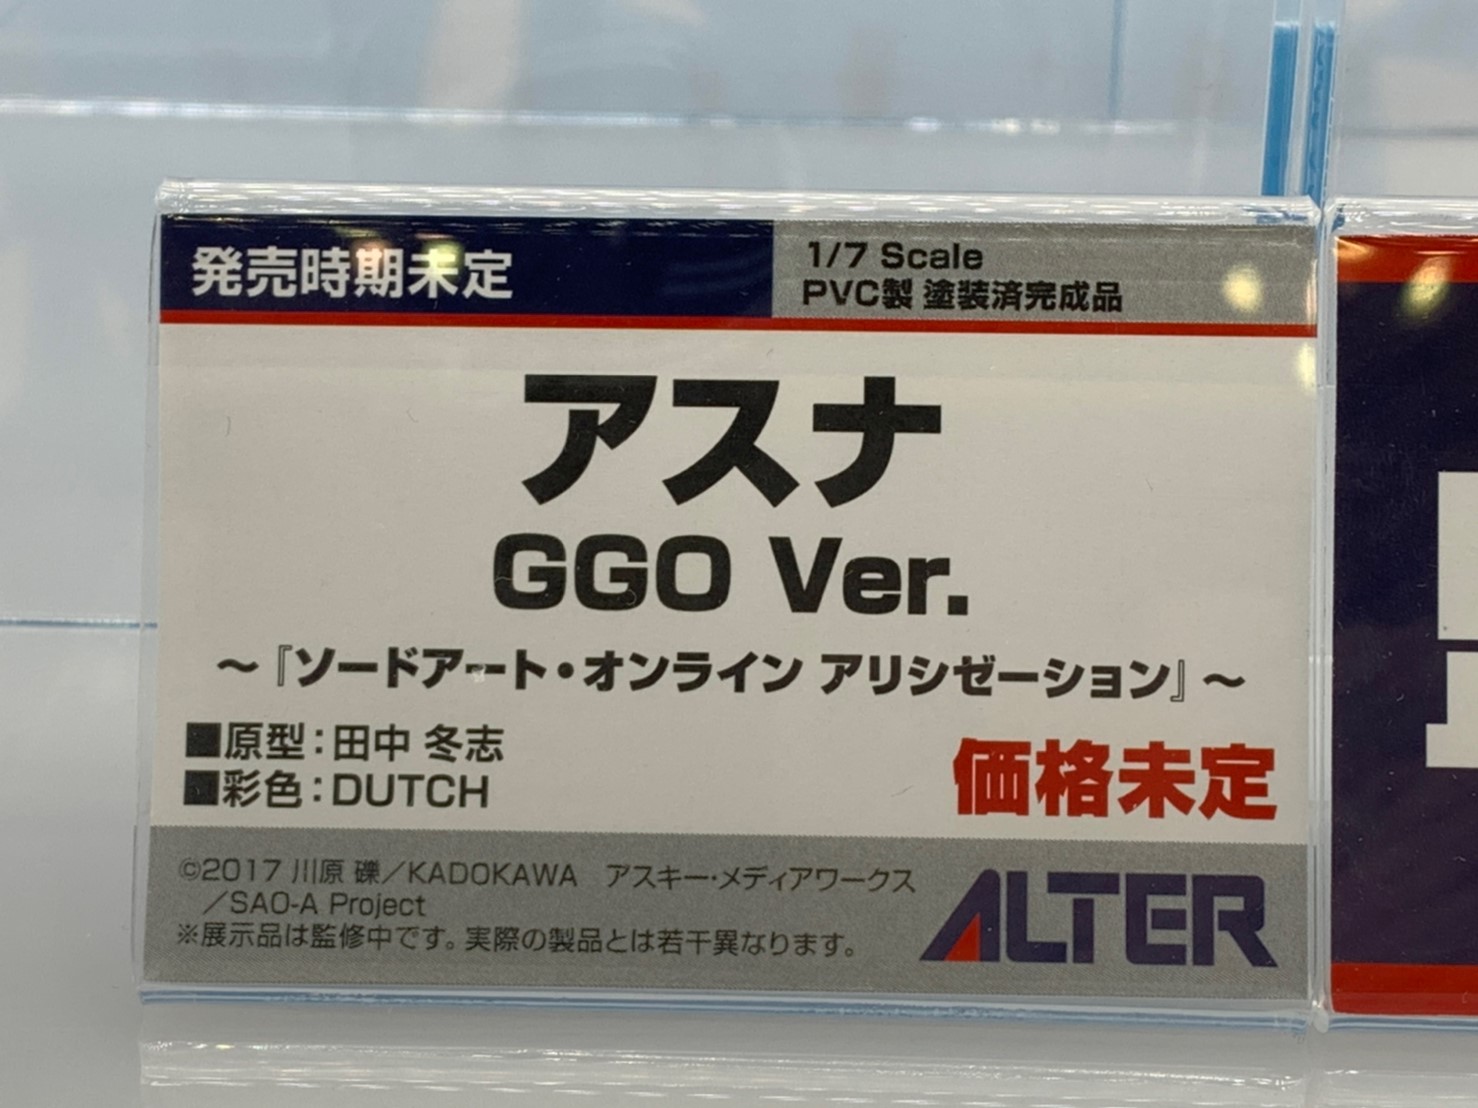 発売時期未定
1/7 Scale
PVC製 塗装済完成品
アスナ
GGO Ver.
～『ソードアート・オンライン アリシゼーション』～
■原型：田中 冬志
■彩色：DUTCH
価格未定
©2017 川原 礫／KADOKAWA アスキー・メディアワークス
／SAO-A Project
※展示品は監修中です。実際の製品とは若干異なります。
ALTER